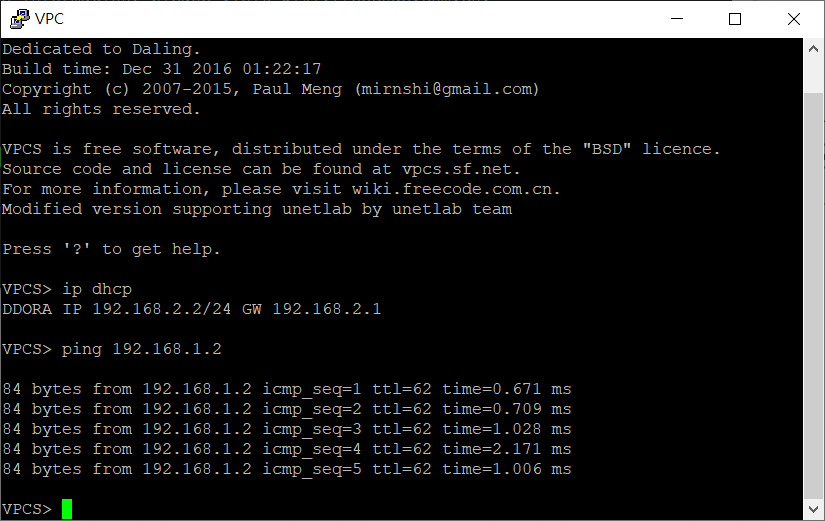 VPC
Dedicated to Daling.
Build time: Dec 31 2016 01:22:17
Copyright (c) 2007-2015, Paul Meng (mirnshi@gmail.com)
All rights reserved.
VPCS is free software, distributed under the terms of the "BSD" licence.
Source code and license can be found at vpcs.sf.net.
For more information, please visit wiki.freecode.com.cn.
Modified version supporting unetlab by unetlab team
Press '?' to get help.
VPCS> ip dhcp
DDORA IP 192.168.2.2/24 GW 192.168.2.1
VPCS> ping 192.168.1.2
84 bytes from 192.168.1.2 icmp_seq=1 ttl=62 time=0.671 ms
84 bytes from 192.168.1.2 icmp_seq=2 ttl=62 time=0.709 ms
84 bytes from 192.168.1.2 icmp_seq=3 ttl=62 time=1.028 ms
84 bytes from 192.168.1.2 icmp_seq=4 ttl=62 time=2.171 ms
84 bytes from 192.168.1.2 icmp_seq=5 ttl=62 time=1.006 ms
VPCS>